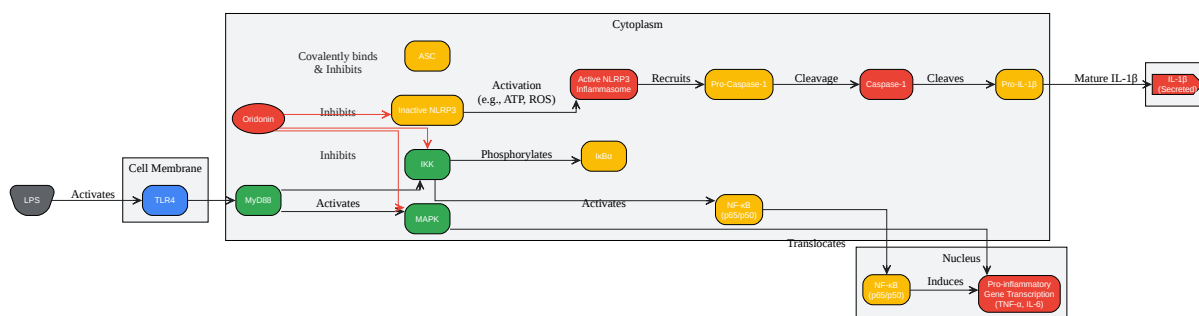 Cytoplasm
Covalently binds
& Inhibits
ASC
Activation
(e.g., ATP, ROS)
Active NLRP3
Inflammasome
Recruits
Pro-Caspase-1
Cleavage
Caspase-1
Cleaves
Pro-IL-1β
Mature IL-1β
IL-1β
(Secreted)
Oridonin
Inhibits
Inactive NLRP3
Inhibits
IKK
Phosphorylates
IκBα
Cell Membrane
LPS
Activates
TLR4
MyD88
Activates
MAPK
Activates
NF-κB
(p65/p50)
Translocates
Nucleus
NF-κB
(p65/p50)
Induces
Pro-inflammatory
Gene Transcription
(TNF-α, IL-6)